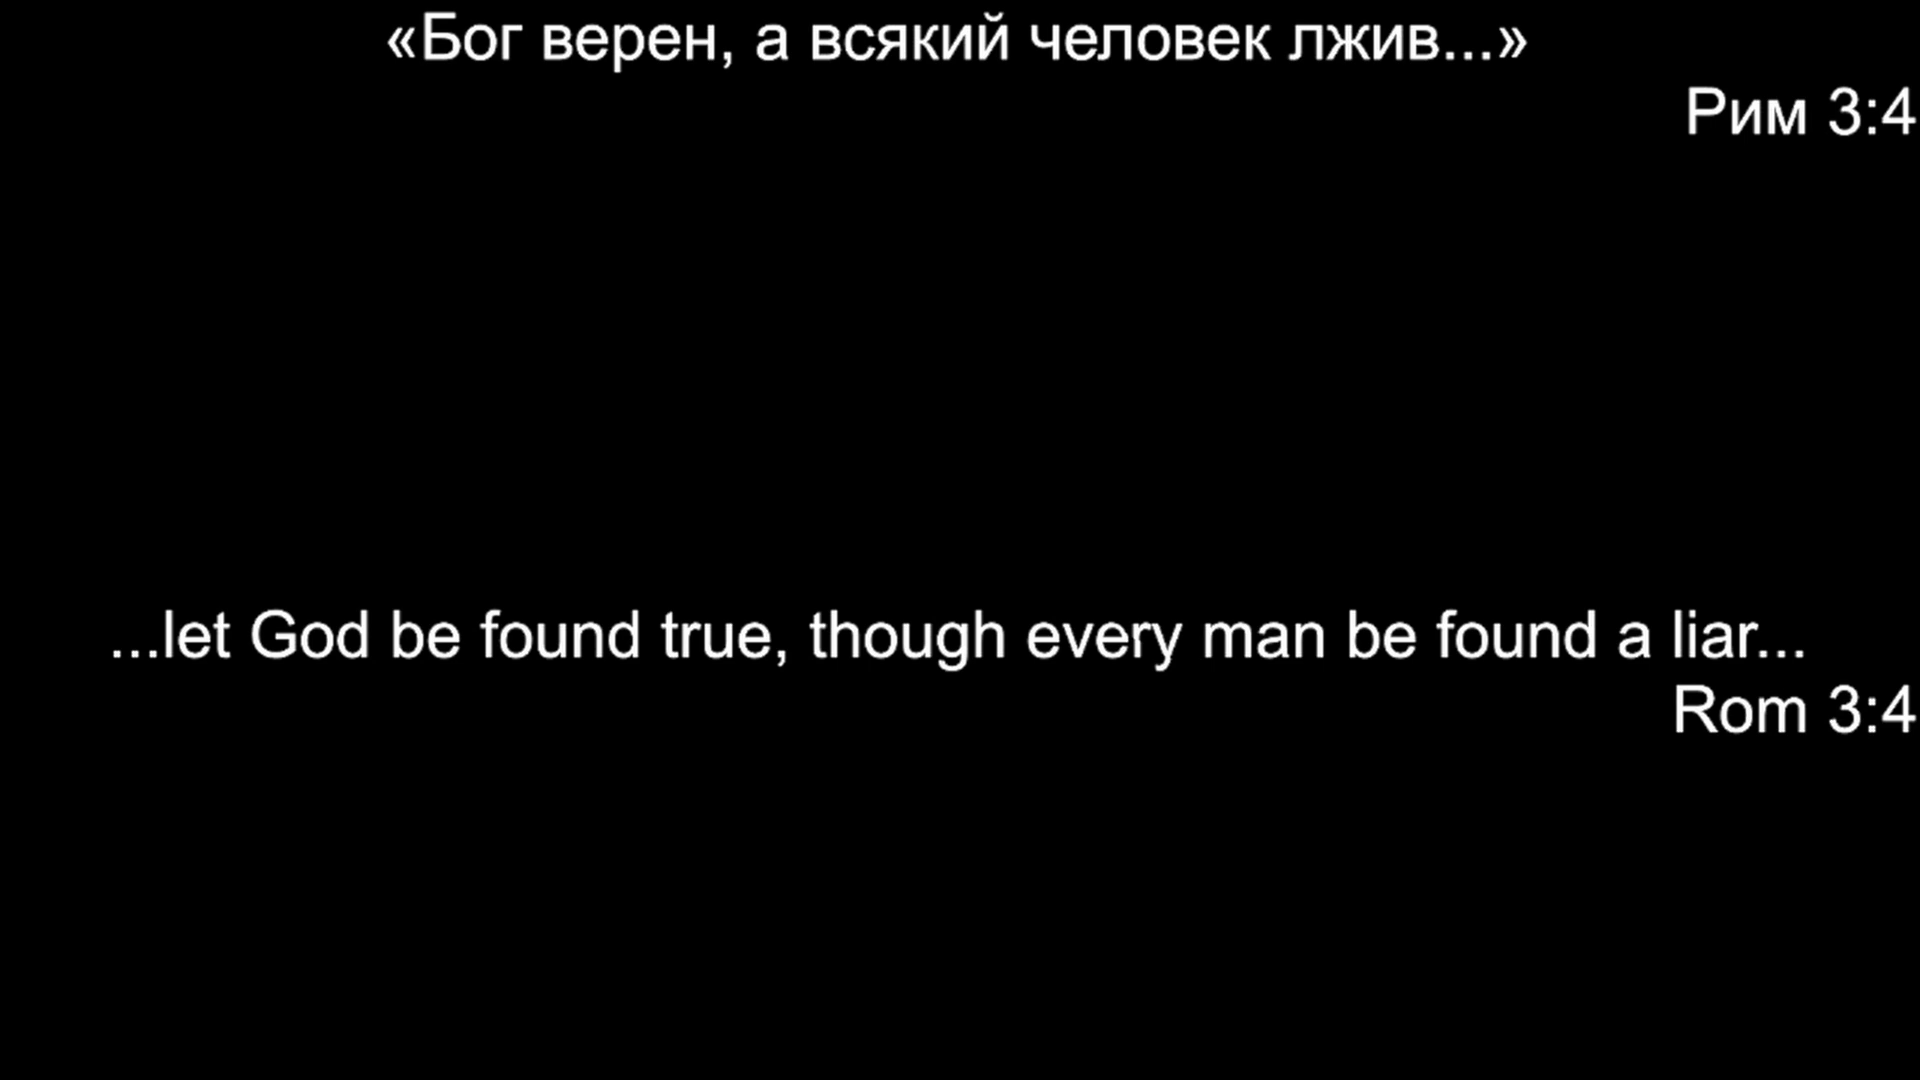 «Бог верен, а всякий человек лжив...»
Рим 3:4
...let God be found true, though every man be found a liar...
Rom 3:4